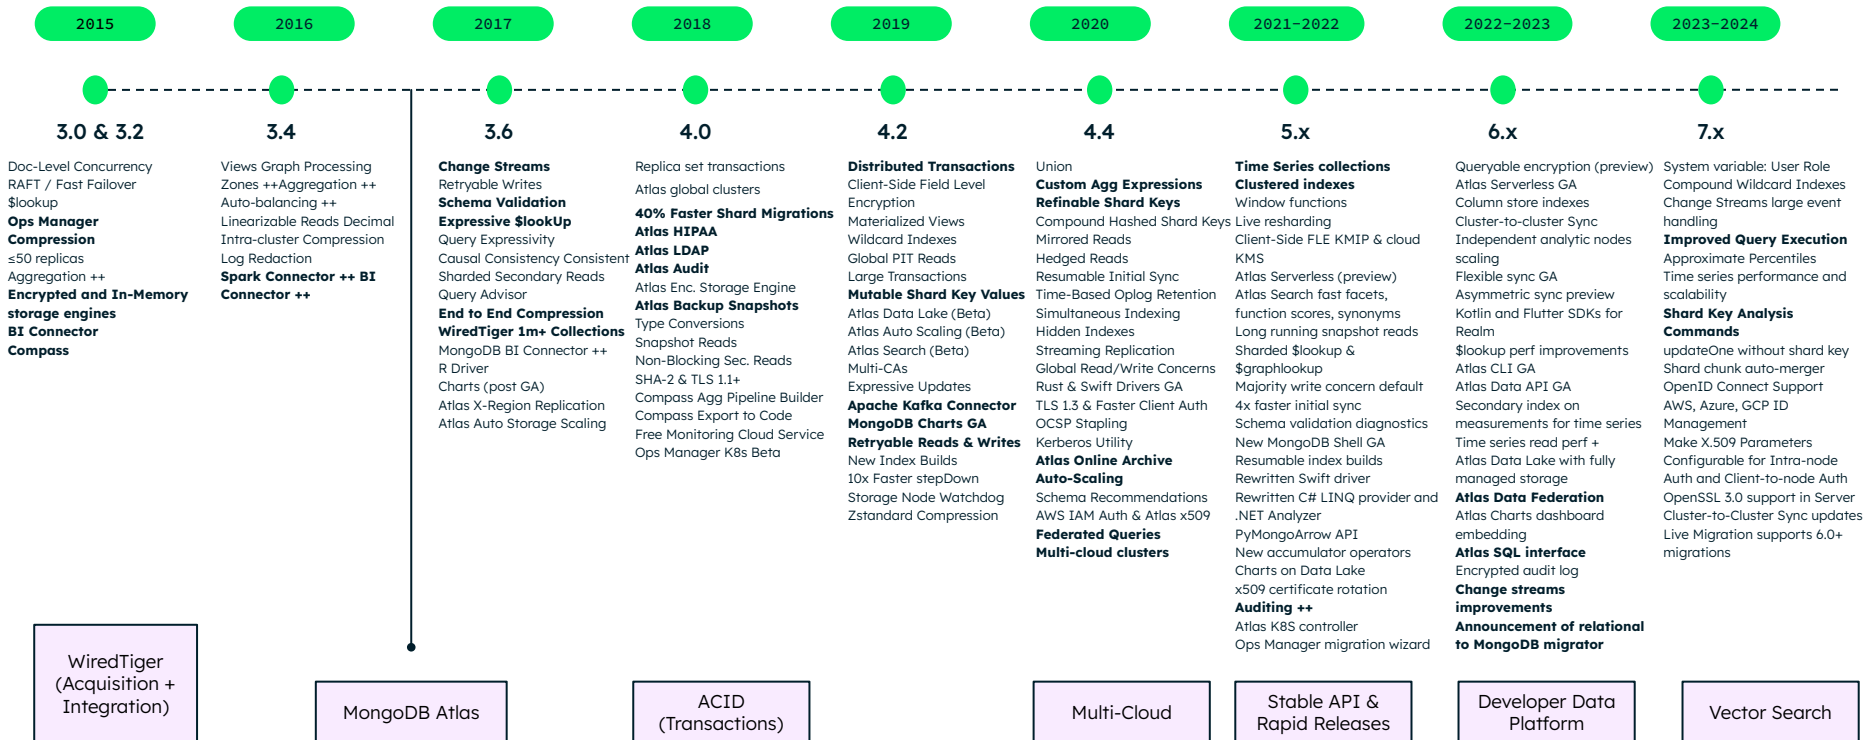 2015
2016
2017
2018
2019
2020
2021-2022
2022-2023
2023-2024
3.0 & 3.2
Doc-Level Concurrency
RAFT / Fast Failover
$lookup
Ops Manager
Compression
≤50 replicas
Aggregation ++
Encrypted and In-Memory
storage engines
BI Connector
Compass
3.4
Views Graph Processing
Zones ++Aggregation ++
Auto-balancing ++
Linearizable Reads Decimal
Intra-cluster Compression
Log Redaction
Spark Connector ++ BI
Connector ++
3.6
Change Streams
Retryable Writes
Schema Validation
Expressive $lookUp
Query Expressivity
Causal Consistency Consistent
Sharded Secondary Reads
Query Advisor
End to End Compression
WiredTiger 1m+ Collections
MongoDB BI Connector ++
R Driver
Charts (post GA)
Atlas X-Region Replication
Atlas Auto Storage Scaling
4.0
Replica set transactions
Atlas global clusters
40% Faster Shard Migrations
Atlas HIPAA
Atlas LDAP
Atlas Audit
Atlas Enc. Storage Engine
Atlas Backup Snapshots
Type Conversions
Snapshot Reads
Non-Blocking Sec. Reads
SHA-2 & TLS 1.1+
Compass Agg Pipeline Builder
Compass Export to Code
Free Monitoring Cloud Service
Ops Manager K8s Beta
4.2
Distributed Transactions
Client-Side Field Level
Encryption
Materialized Views
Wildcard Indexes
Global PIT Reads
Large Transactions
Mutable Shard Key Values
Atlas Data Lake (Beta)
Atlas Auto Scaling (Beta)
Atlas Search (Beta)
Multi-CAs
Expressive Updates
Apache Kafka Connector
MongoDB Charts GA
Retryable Reads & Writes
New Index Builds
10x Faster stepDown
Storage Node Watchdog
Zstandard Compression
4.4
Union
Custom Agg Expressions
Refinable Shard Keys
Compound Hashed Shard Keys
Mirrored Reads
Hedged Reads
Resumable Initial Sync
Time-Based Oplog Retention
Simultaneous Indexing
Hidden Indexes
Streaming Replication
Global Read/Write Concerns
Rust & Swift Drivers GA
TLS 1.3 & Faster Client Auth
OCSP Stapling
Kerberos Utility
Atlas Online Archive
Auto-Scaling
Schema Recommendations
AWS IAM Auth & Atlas x509
Federated Queries
Multi-cloud clusters
5.x
Time Series collections
Clustered indexes
Window functions
Live resharding
Client-Side FLE KMIP & cloud
KMS
Atlas Serverless (preview)
Atlas Search fast facets,
function scores, synonyms
Long running snapshot reads
Sharded $lookup &
$graphlookup
Majority write concern default
4x faster initial sync
Schema validation diagnostics
New MongoDB Shell GA
Resumable index builds
Rewritten Swift driver
Rewritten C# LINQ provider and
.NET Analyzer
PyMongoArrow API
New accumulator operators
Charts on Data Lake
x509 certificate rotation
Auditing ++
Atlas K8S controller
Ops Manager migration wizard
6.x
Queryable encryption (preview)
Atlas Serverless GA
Column store indexes
Cluster-to-cluster Sync
Independent analytic nodes
scaling
Flexible sync GA
Asymmetric sync preview
Kotlin and Flutter SDKs for
Realm
$lookup perf improvements
Atlas CLI GA
Atlas Data API GA
Secondary index on
measurements for time series
Time series read perf +
Atlas Data Lake with fully
managed storage
Atlas Data Federation
Atlas Charts dashboard
embedding
Atlas SQL interface
Encrypted audit log
Change streams
improvements
Announcement of relational
to MongoDB migrator
7.x
System variable: User Role
Compound Wildcard Indexes
Change Streams large event
handling
Improved Query Execution
Approximate Percentiles
Time series performance and
scalability
Shard Key Analysis
Commands
updateOne without shard key
Shard chunk auto-merger
OpenID Connect Support
AWS, Azure, GCP ID
Management
Make X.509 Parameters
Configurable for Intra-node
Auth and Client-to-node Auth
OpenSSL 3.0 support in Server
Cluster-to-Cluster Sync updates
Live Migration supports 6.0+
migrations
WiredTiger
(Acquisition +
Integration)
MongoDB Atlas
ACID
(Transactions)
Multi-Cloud
Stable API &
Rapid Releases
Developer Data
Platform
Vector Search